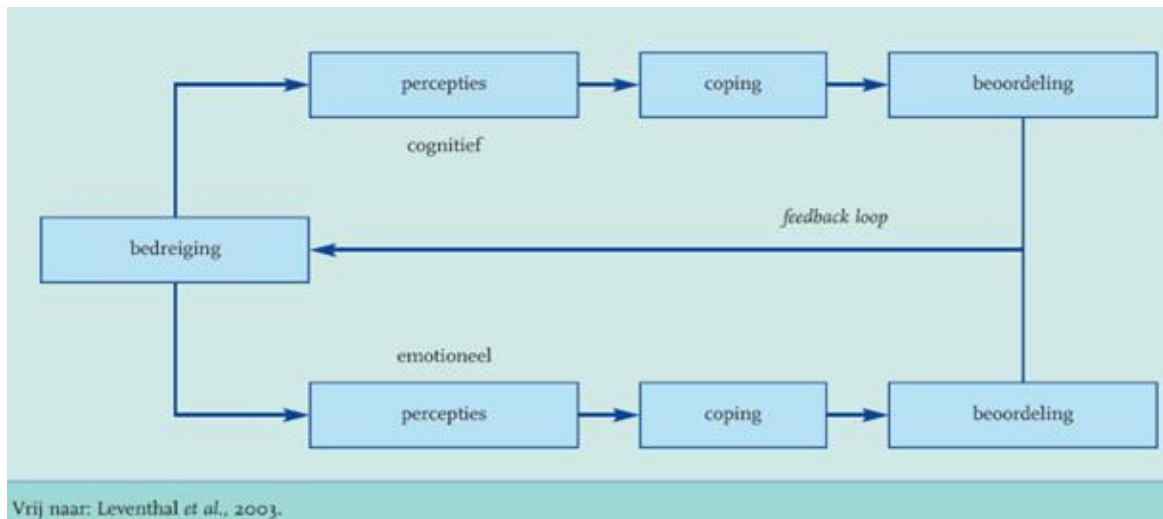 percepties
coping
beoordeling
cognitief
feedback loop
bedreiging
emotioneel
percepties
coping
beoordeling
Vrij naar: Leventhal et al., 2003.